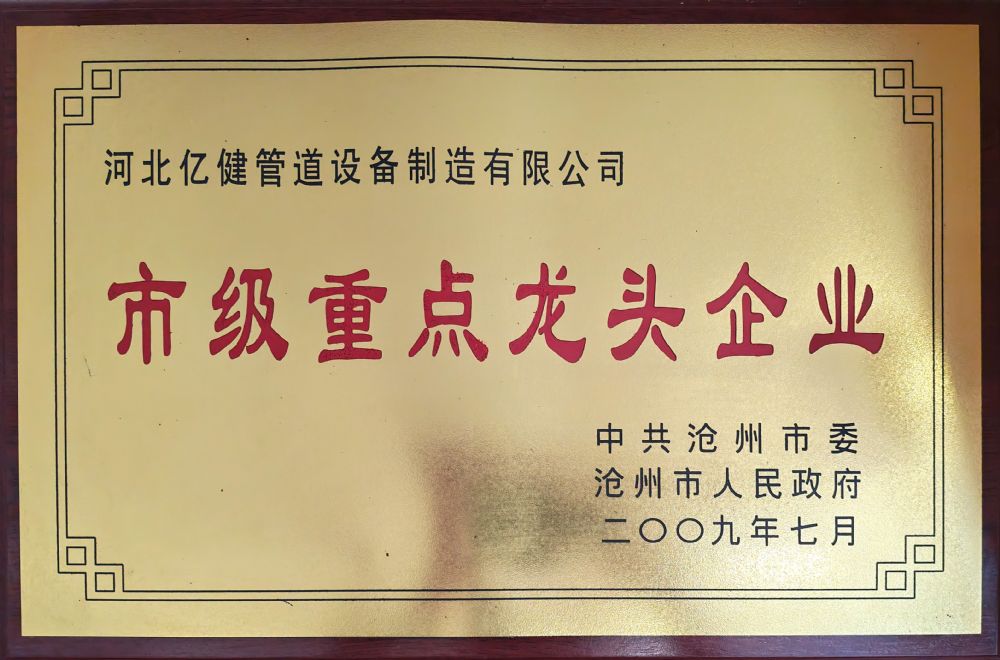 河北亿健管道设备制造有限公司
市级重点龙头企业
中共沧州市委
沧州市人民政府
二〇〇九年七月